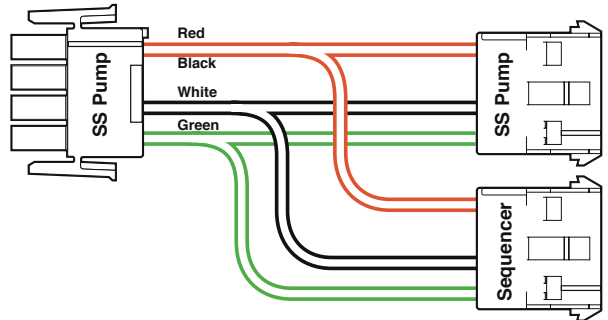 SS Pump
Red
Black
White
Green
SS Pump
Sequencer